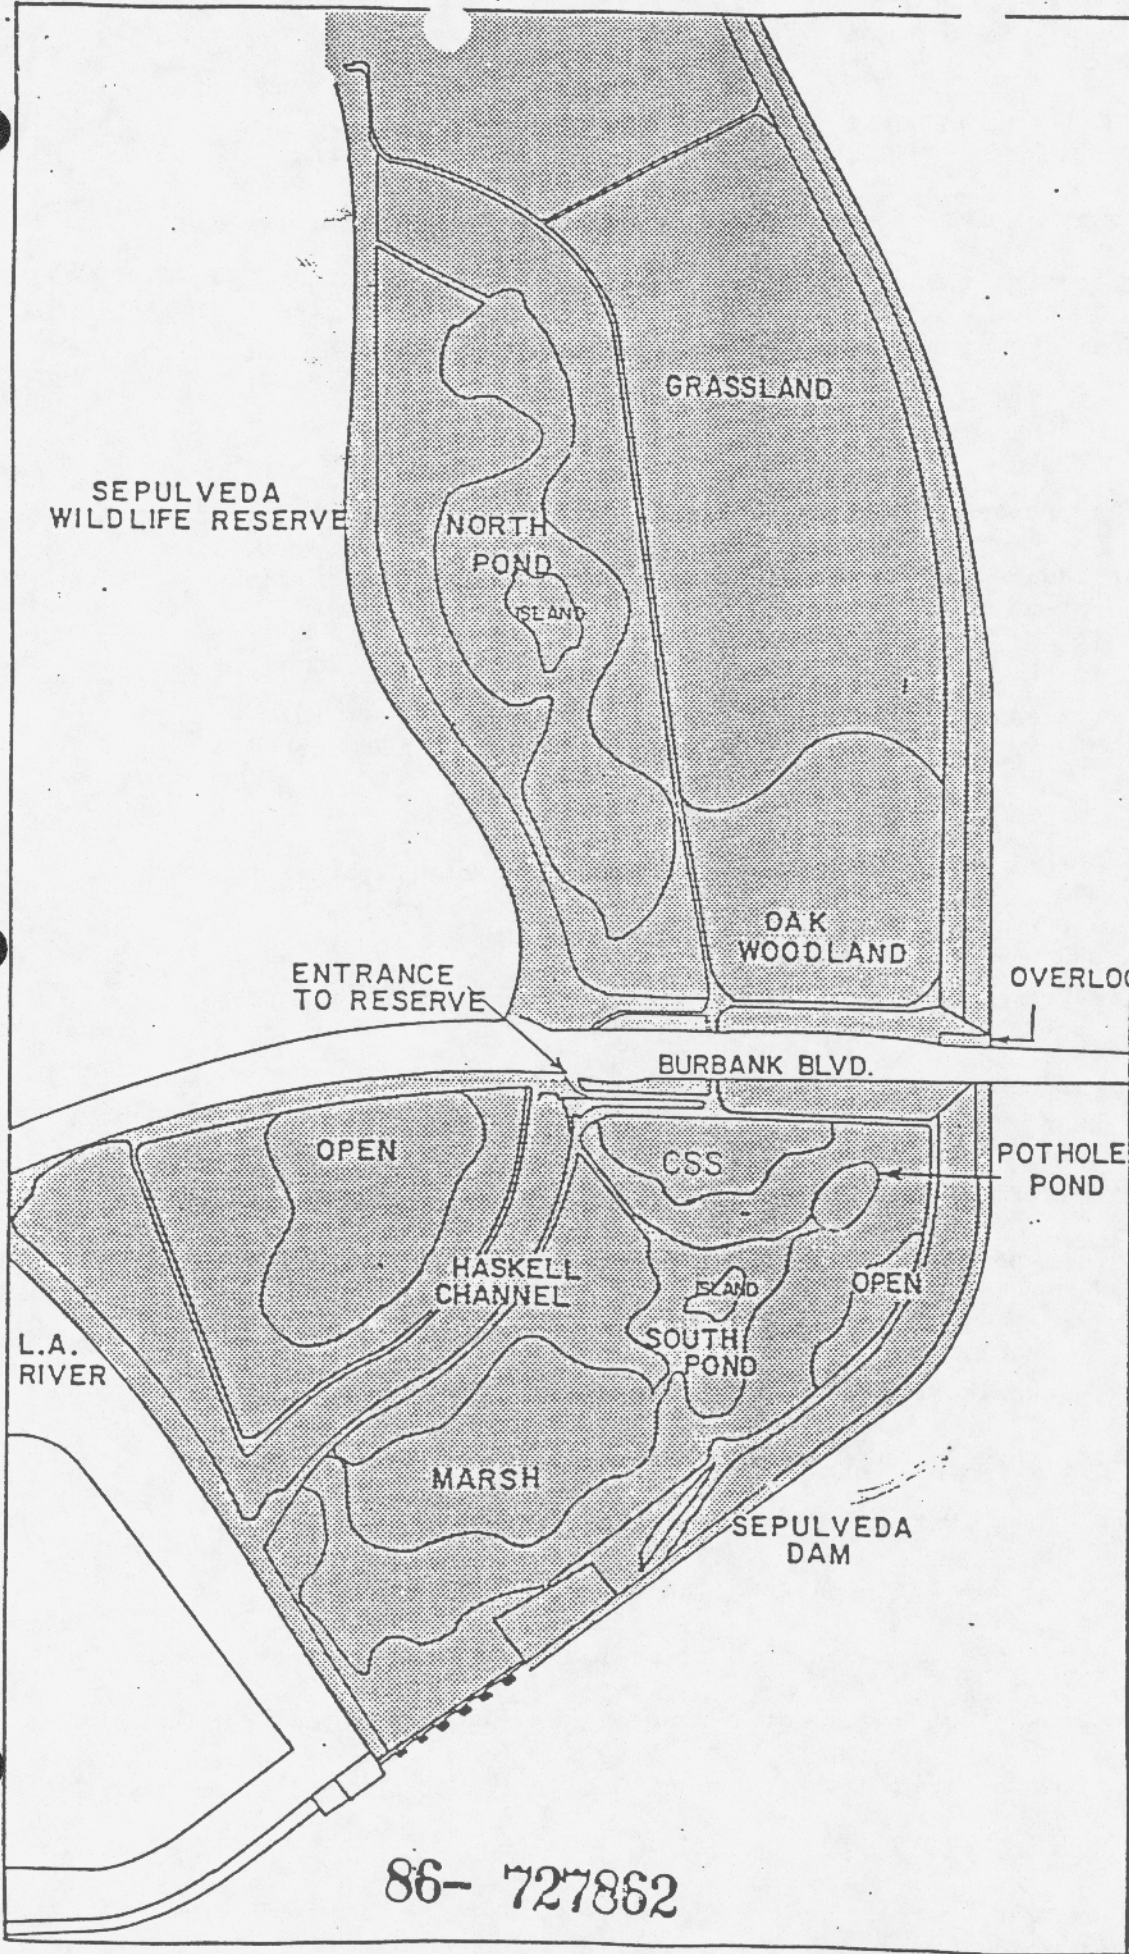 GRASSLAND
SEPULVEDA
WILDLIFE RESERVE
NORTH
POND
ISLAND
OAK
WOODLAND
ENTRANCE
TO RESERVE
OVERLOO
BURBANK BLVD.
OPEN
CSS
POTHOLE
POND
HASKELL
CHANNEL
ISLAND
OPEN
SOUTH
POND
L.A.
RIVER
MARSH
SEPULVEDA
DAM
86- 727862